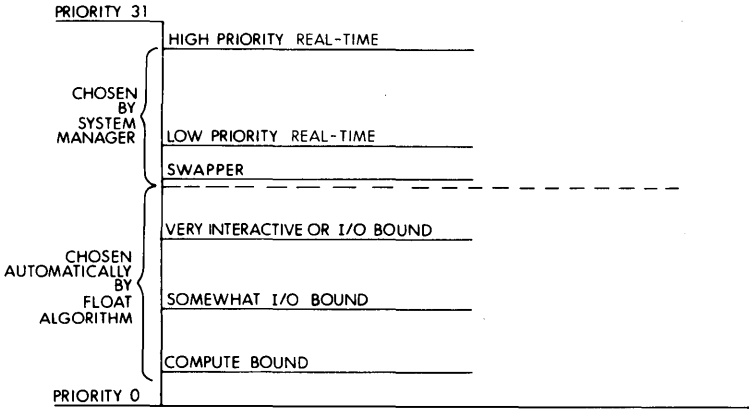 PRIORITY 31
HIGH PRIORITY REAL-TIME
CHOSEN
BY
SYSTEM
MANAGER
LOW PRIORITY REAL-TIME
SWAPPER
VERY INTERACTIVE OR I/O BOUND
CHOSEN
AUTOMATICALLY
BY
FLOAT
ALGORITHM
SOMEWHAT I/O BOUND
COMPUTE BOUND
PRIORITY 0